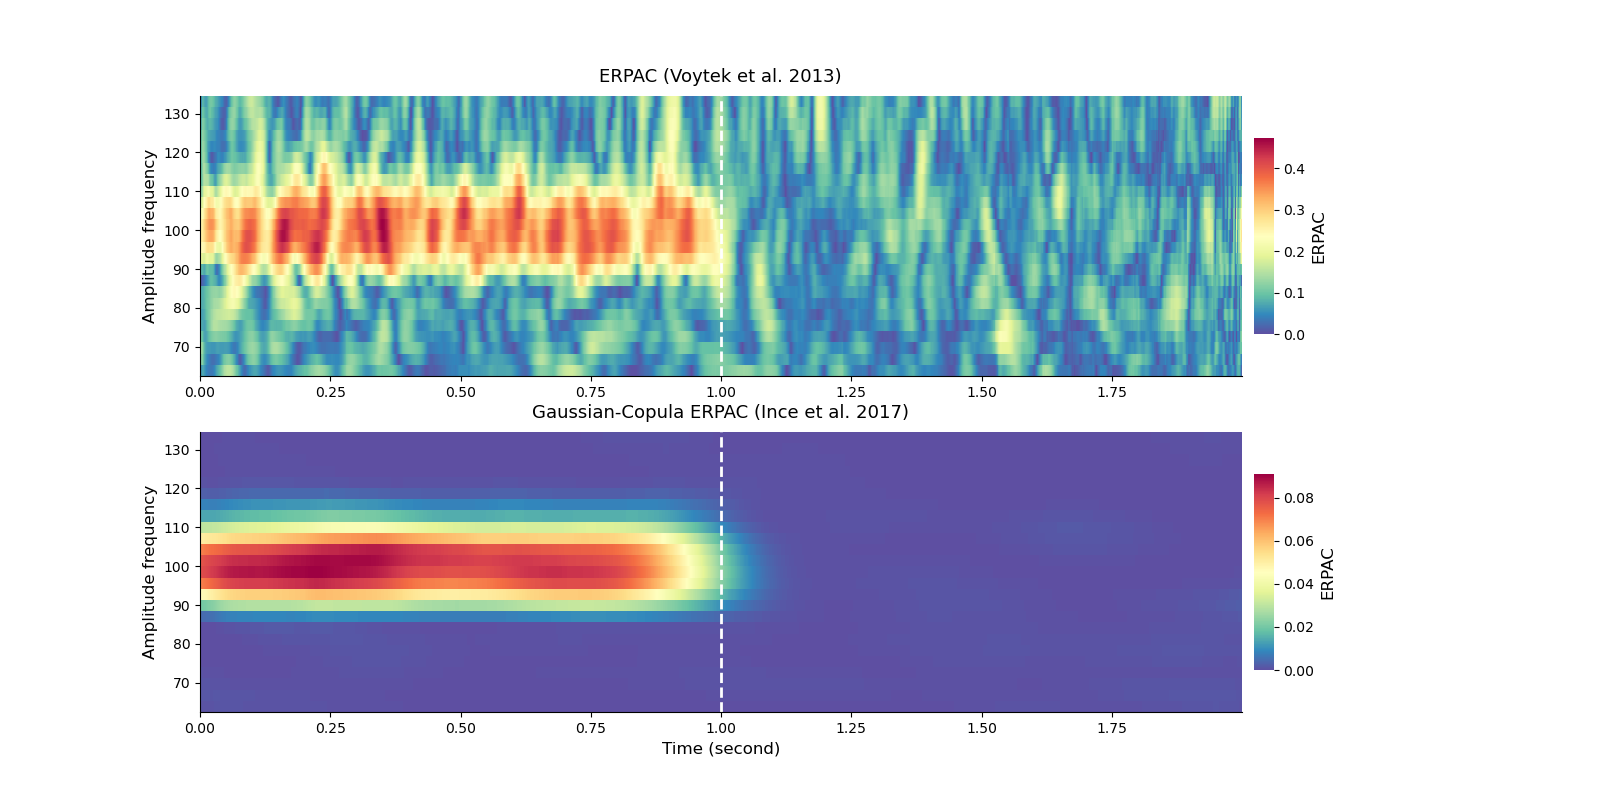 ERPAC (Voytek et al. 2013)
130
120
110
100
90
80
70
Amplitude frequency
0.00 0.25 0.50 0.75 1.00 1.25 1.50 1.75
0.4
0.3
0.2
0.1
0.0
ERPAC
Gaussian-Copula ERPAC (Ince et al. 2017)
130
120
110
100
90
80
70
Amplitude frequency
0.00 0.25 0.50 0.75 1.00 1.25 1.50 1.75
Time (second)
0.08
0.06
0.04
0.02
0.00
ERPAC